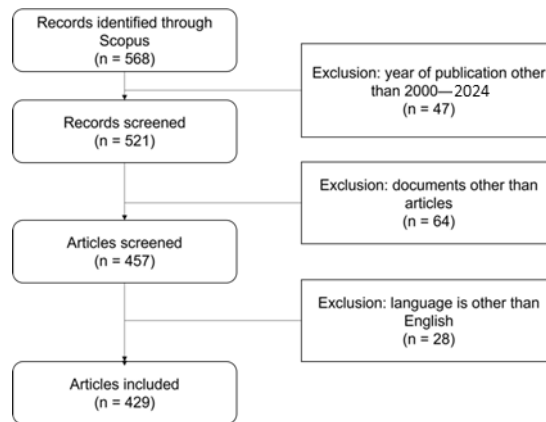 Records identified through
Scopus
(n = 568)
Exclusion: year of publication other
than 2000—2024
(n = 47)
Records screened
(n = 521)
Exclusion: documents other than
articles
(n = 64)
Articles screened
(n = 457)
Exclusion: language is other than
English
(n = 28)
Articles included
(n = 429)